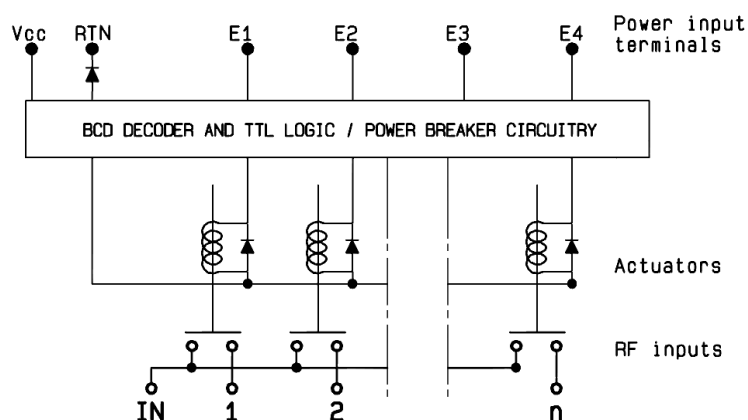 Vcc RTN E1 E2 E3 E4 Power input
terminals
BCD DECODER AND TTL LOGIC / POWER BREAKER CIRCUITRY
Actuators
RF inputs
IN 1 2 n